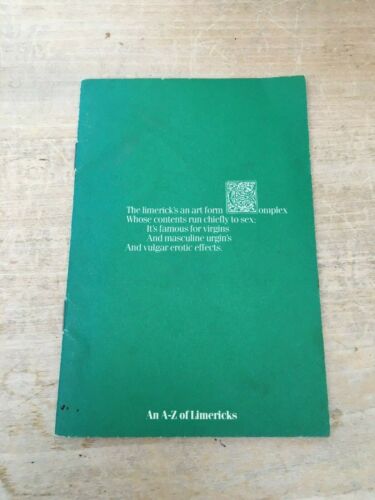 The limerick's an art form Complex
Whose contents run chiefly to sex;
It's famous for virgins
And masculine urgin's
And vulgar erotic effects.
An A-Z of Limericks